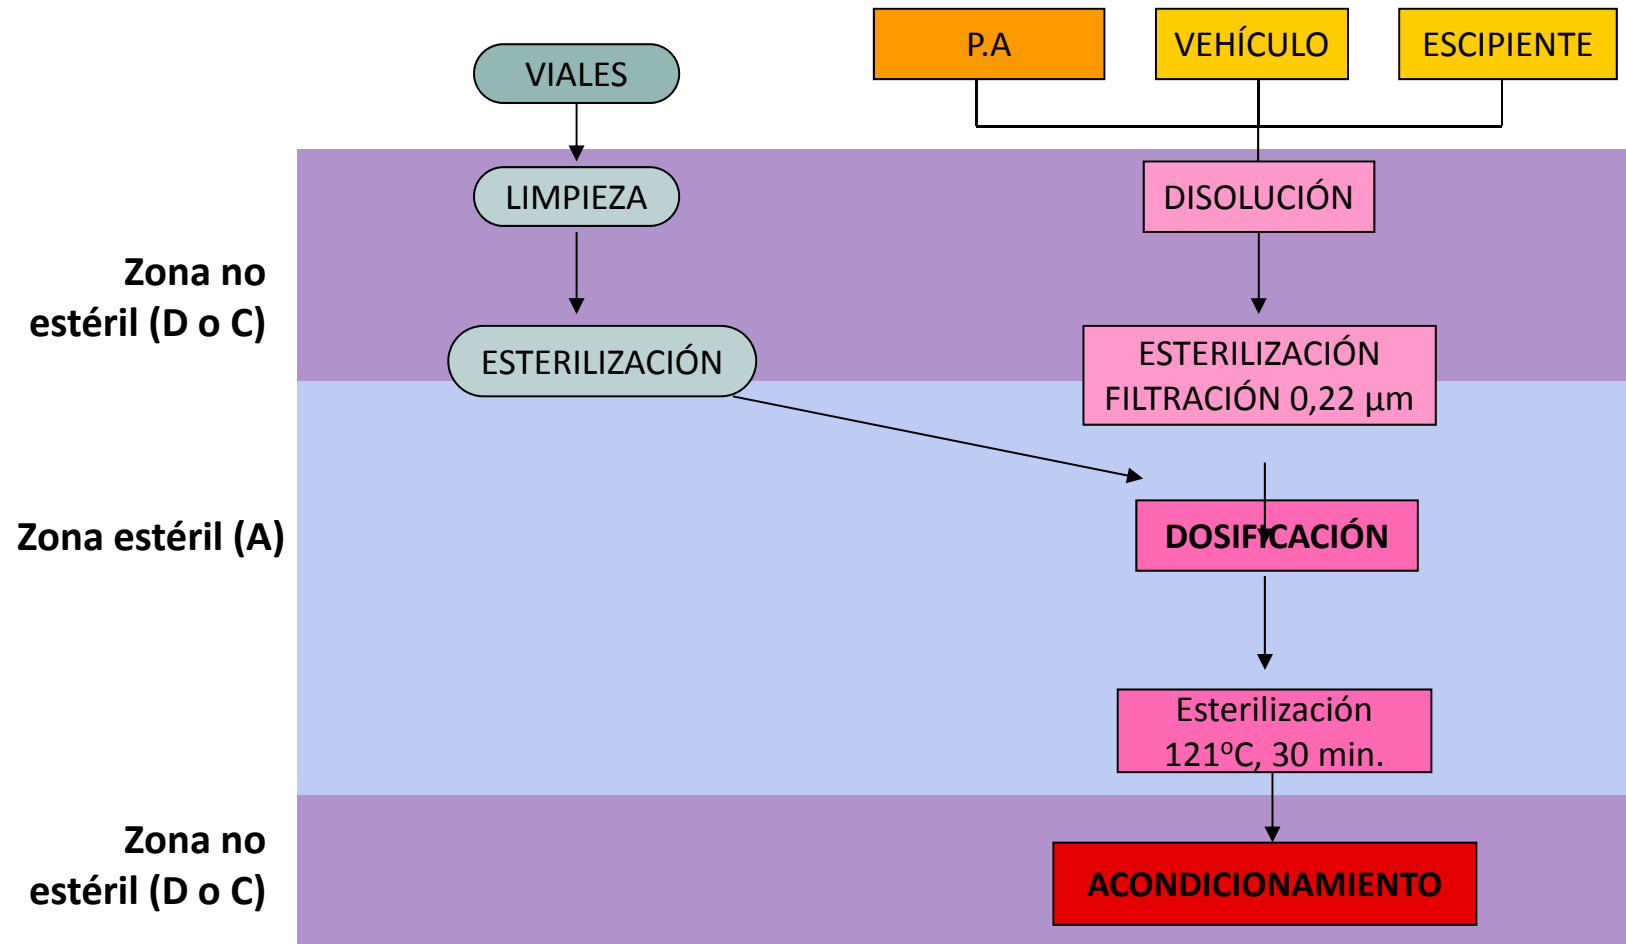 P.A
VEHÍCULO
ESCIPIENTE
VIALES
LIMPIEZA
DISOLUCIÓN
Zona no
estéril (D o C)
ESTERILIZACIÓN
ESTERILIZACIÓN
FILTRACIÓN 0,22 µm
Zona estéril (A)
DOSIFICACIÓN
Esterilización
121ºC, 30 min.
Zona no
estéril (D o C)
ACONDICIONAMIENTO